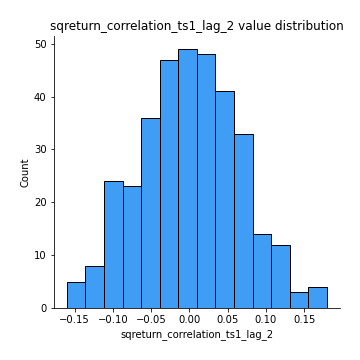 sqreturn_correlation_ts1_lag_2 value distribution
50
40
30
20
10
0
Count
−0.15 −0.10 −0.05 0.00 0.05 0.10 0.15
sqreturn_correlation_ts1_lag_2